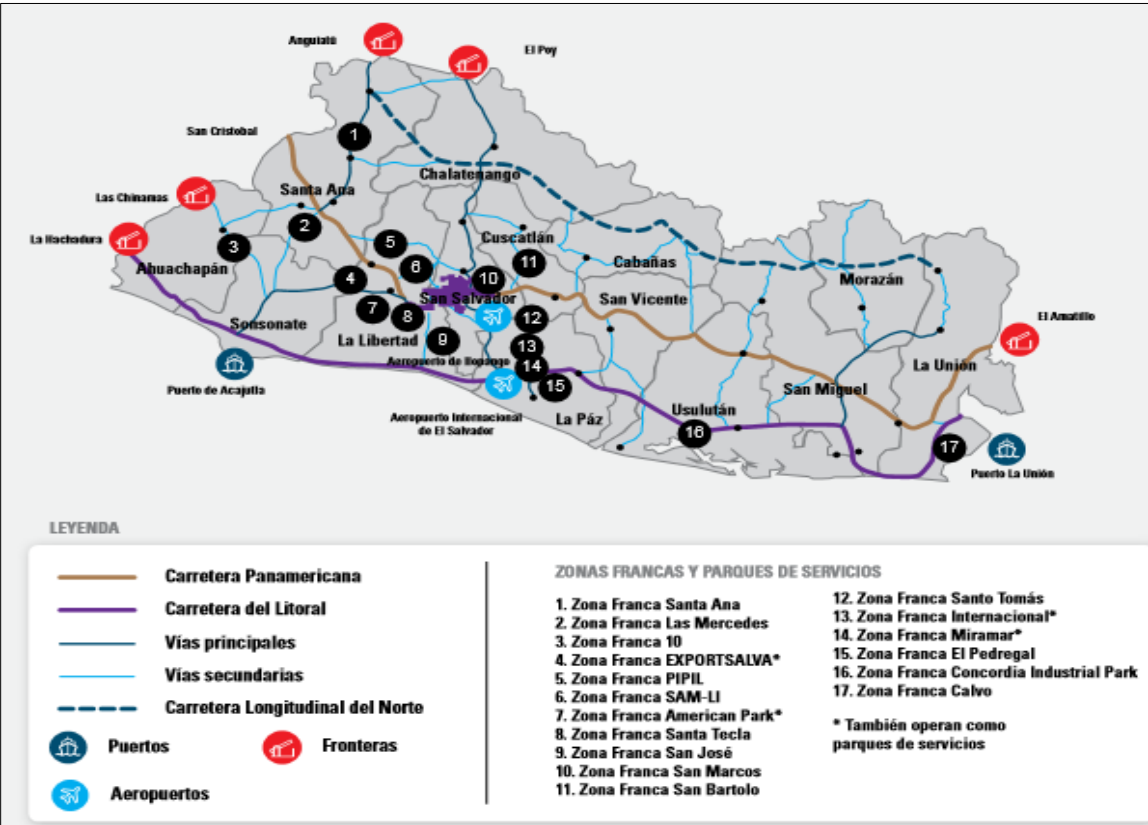 Anguiatú
El Poy
San Cristobal
1
Chalatenango
Santa Ana
Las Chinamas
2
La Hachadura
3
5
Cuscatlán
11
Ahuachapán
6
Cabañas
4
10
Morazán
San Salvador
San Vicente
7
8
12
Sonsonate
La Libertad
9
13
El Amatillo
Aeropuerto de Ilopango
14
La Unión
Puerto de Acajutla
15
San Miguel
Aeropuerto Internacional
de El Salvador
La Páz
Usulután
16
17
Puerto La Unión
LEYENDA
Carretera Panamericana
Carretera del Litoral
Vías principales
Vías secundarias
Carretera Longitudinal del Norte
Puertos
Fronteras
Aeropuertos
ZONAS FRANCAS Y PARQUES DE SERVICIOS
1. Zona Franca Santa Ana
2. Zona Franca Las Mercedes
3. Zona Franca 10
4. Zona Franca EXPORTSALVA*
5. Zona Franca PIPIL
6. Zona Franca SAM-LI
7. Zona Franca American Park*
8. Zona Franca Santa Tecla
9. Zona Franca San José
10. Zona Franca San Marcos
11. Zona Franca San Bartolo
12. Zona Franca Santo Tomás
13. Zona Franca Internacional*
14. Zona Franca Miramar*
15. Zona Franca El Pedregal
16. Zona Franca Concordia Industrial Park
17. Zona Franca Calvo
* También operan como
parques de servicios